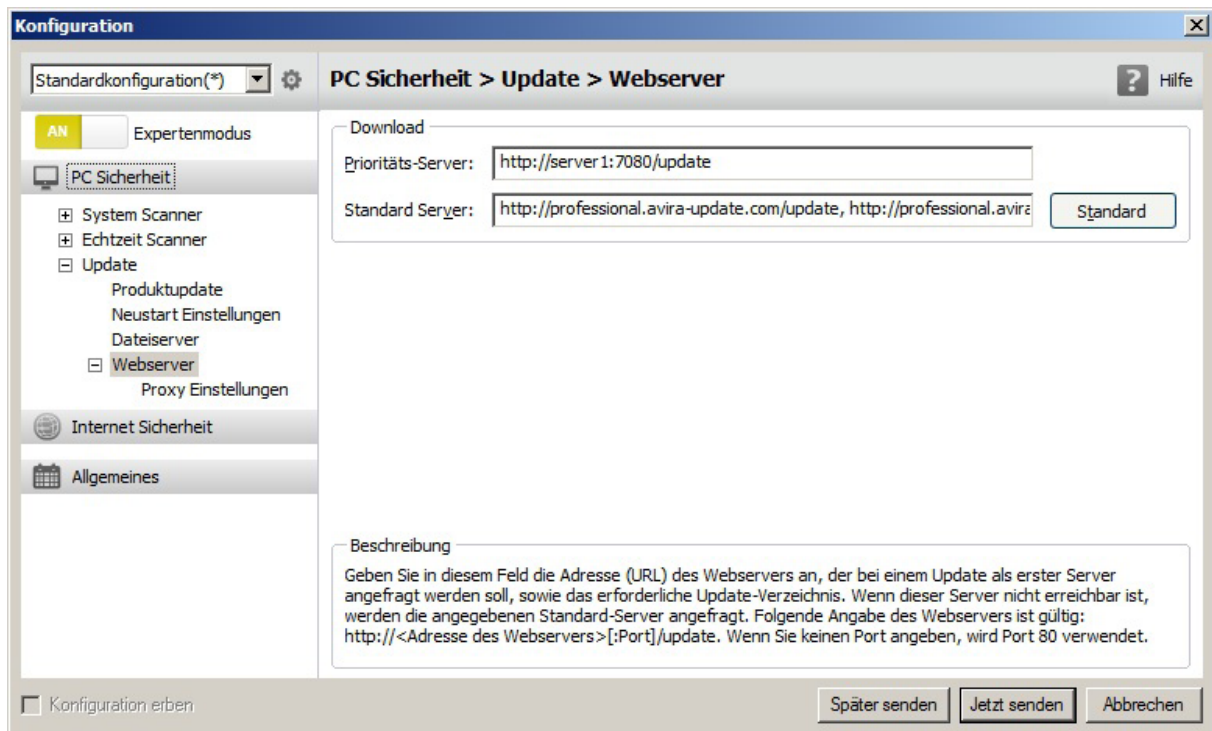 Konfiguration
Standardkonfiguration(*)
PC Sicherheit > Update > Webserver
? Hilfe
AN Expertenmodus
PC Sicherheit
System Scanner
Echtzeit Scanner
Update
Produktupdate
Neustart Einstellungen
Dateiserver
Webserver
Proxy Einstellungen
Internet Sicherheit
Allgemeines
Download
Prioritäts-Server: http://server1:7080/update
Standard Server: http://professional.avira-update.com/update, http://professional.avira
Standard
Beschreibung
Geben Sie in diesem Feld die Adresse (URL) des Webservers an, der bei einem Update als erster Server
angefragt werden soll, sowie das erforderliche Update-Verzeichnis. Wenn dieser Server nicht erreichbar ist,
werden die angegebenen Standard-Server angefragt. Folgende Angabe des Webservers ist gültig:
http://<Adresse des Webservers>[:Port]/update. Wenn Sie keinen Port angeben, wird Port 80 verwendet.
Konfiguration erben
Später senden
Jetzt senden
Abbrechen